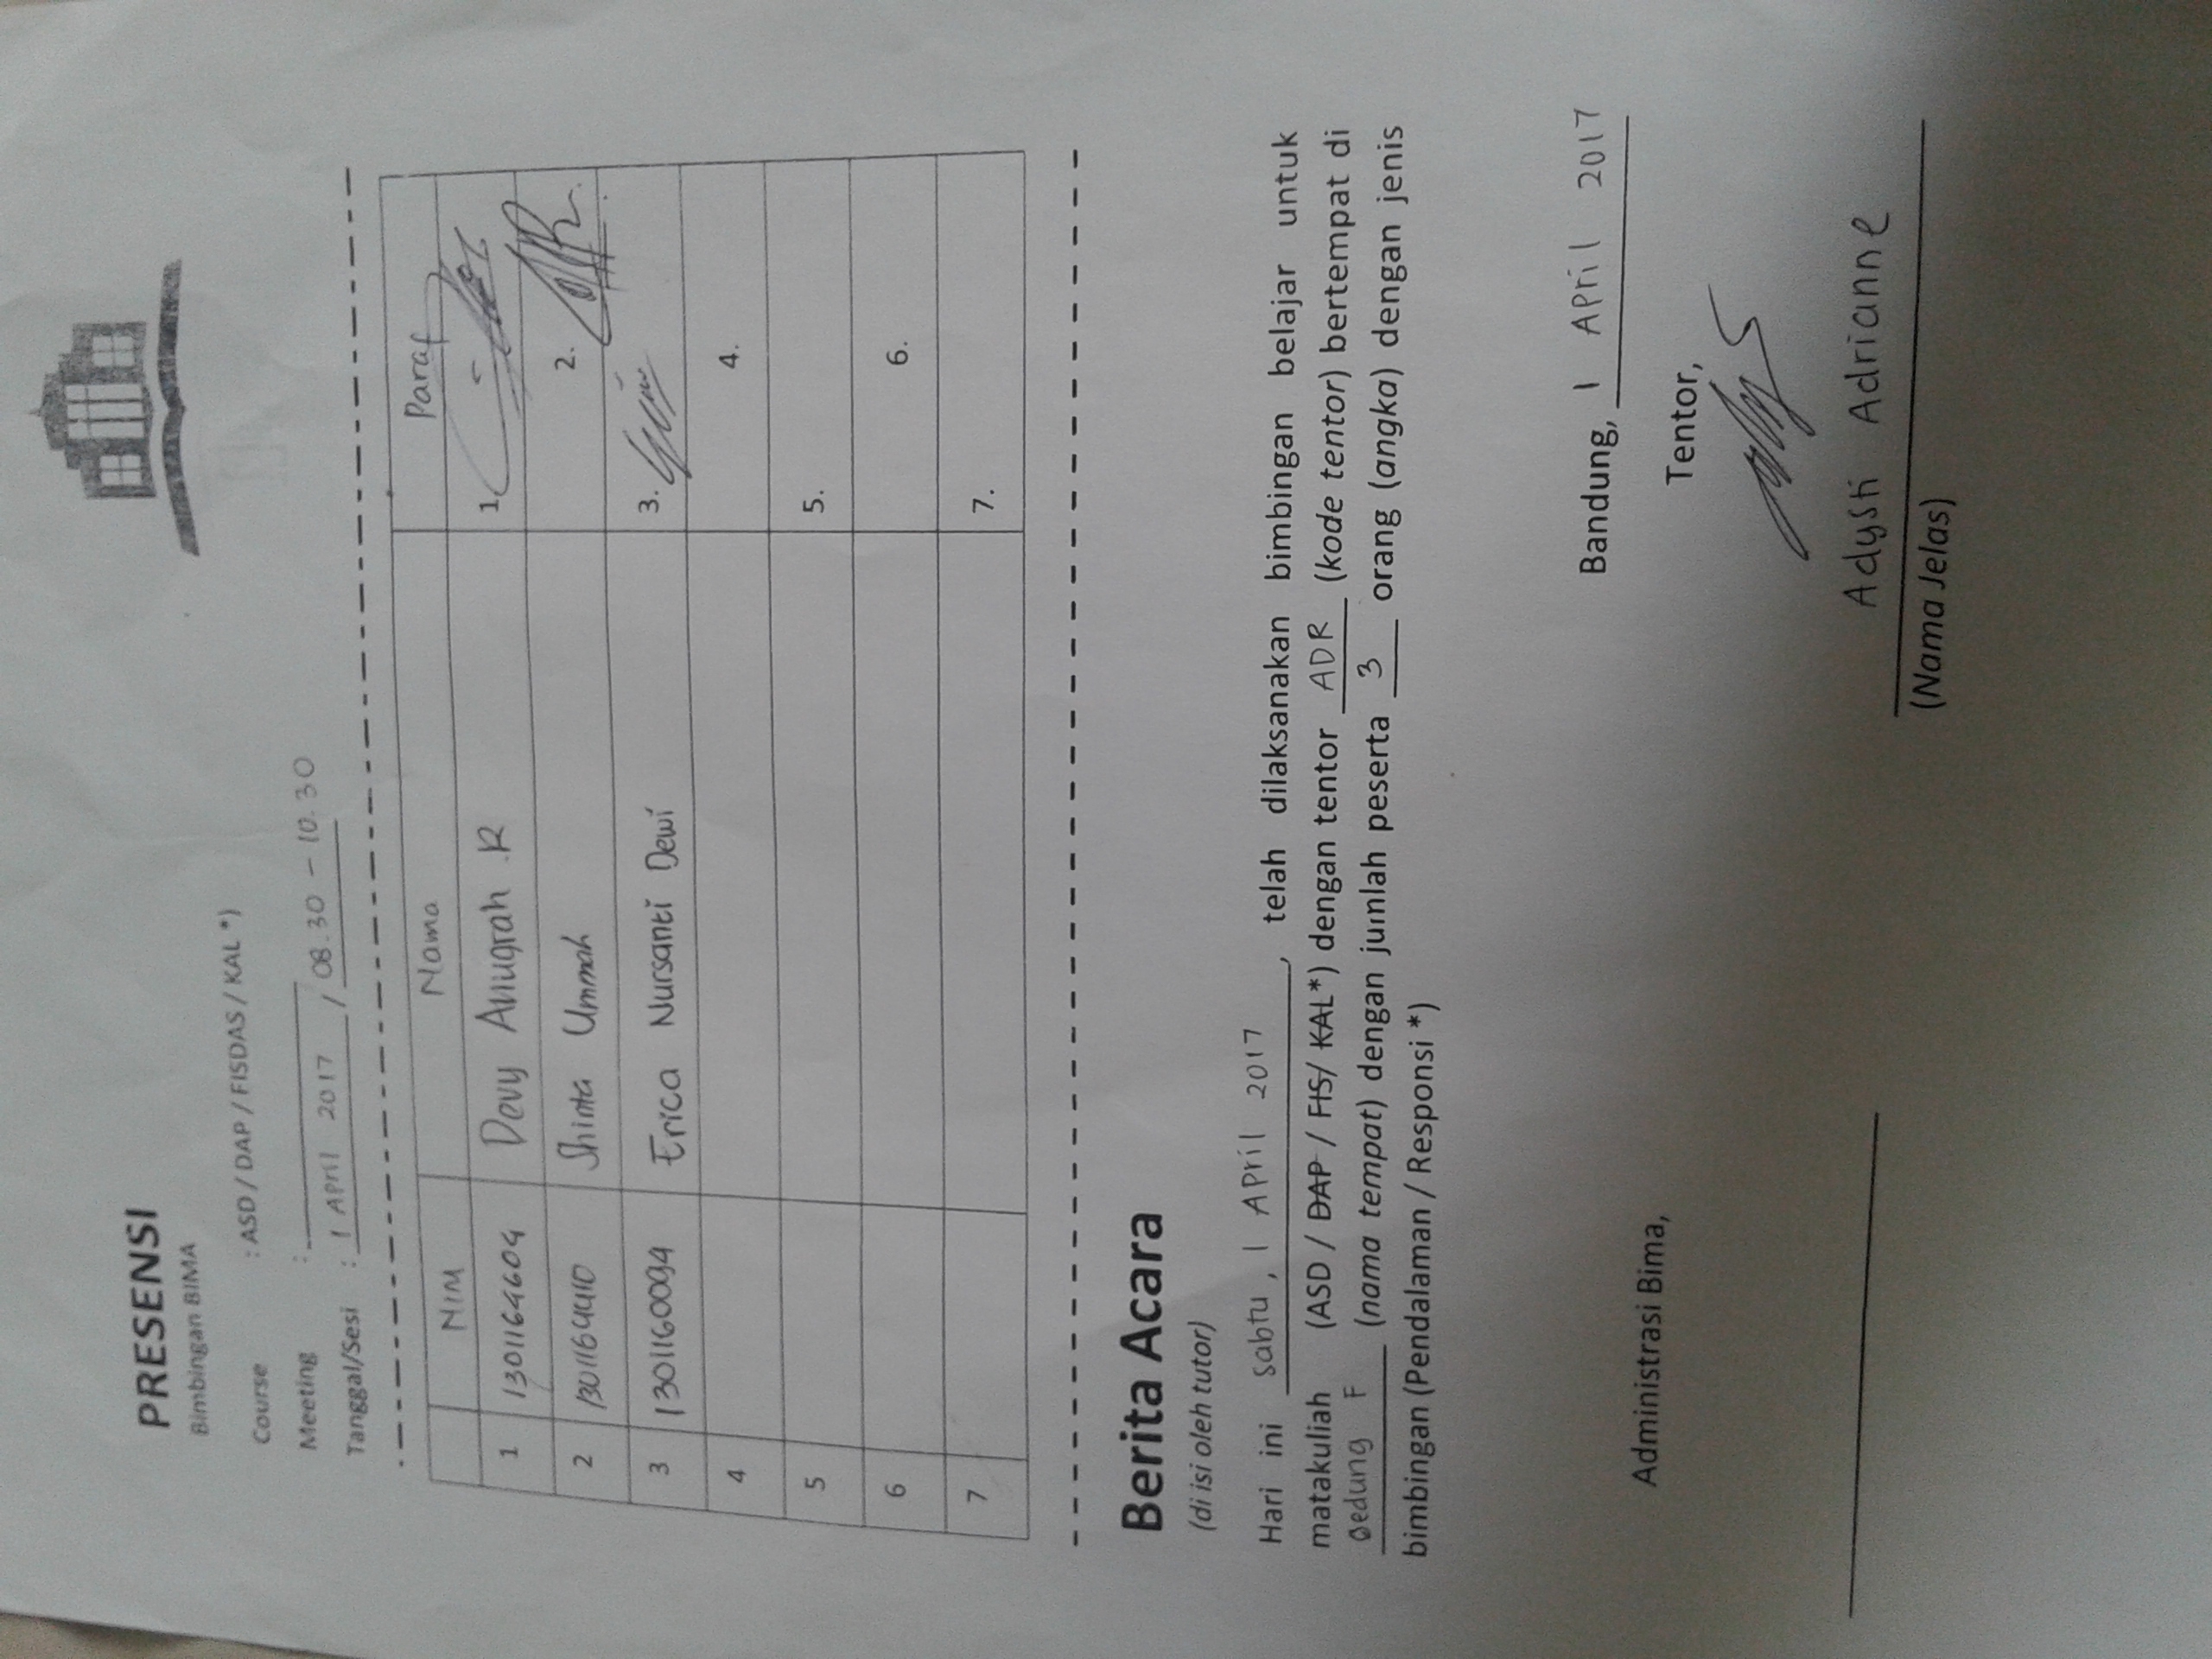 PRESENSI
Bimbingan BIMA
Course : ASD / DAP / FISDAS / KAL *)
Meeting :
Tanggal/Sesi : 1 April 2017 / 08.30 - 10.30
NIM Nama Paraf
1 1301164604 Devy Anugrah .R 1.
2 1301164410 Shinta Ummah 2.
3 1301160094 Erica Nursanti Dewi 3.
4 4.
5 5.
6 6.
7 7.
Berita Acara
(di isi oleh tutor)
Hari ini sabtu, 1 April 2017, telah dilaksanakan bimbingan belajar untuk
matakuliah (ASD / DAP / FIS/ KAL*) dengan tentor ADR (kode tentor) bertempat di
Gedung F (nama tempat) dengan jumlah peserta 3 orang (angka) dengan jenis
bimbingan (Pendalaman / Responsi *)
Bandung, 1 April 2017
Administrasi Bima,
Tentor,
Adysti Adrianne
(Nama Jelas)